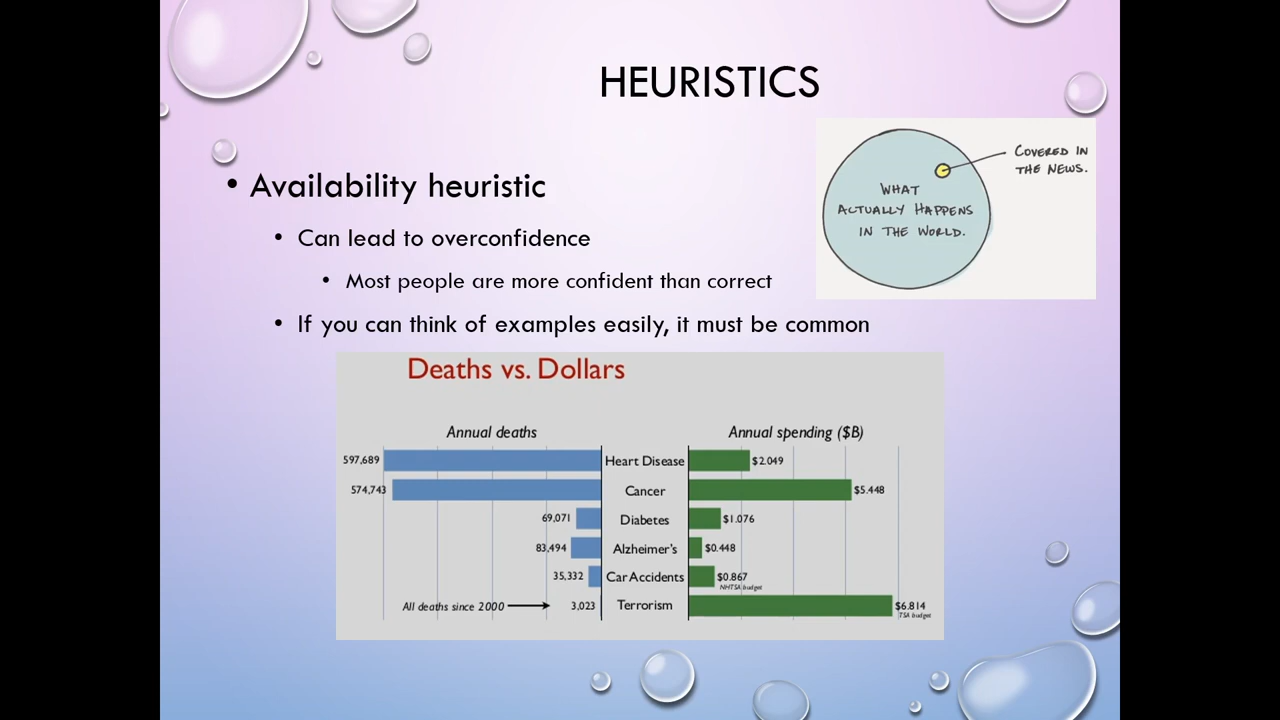 HEURISTICS
• Availability heuristic
• Can lead to overconfidence
• Most people are more confident than correct
• If you can think of examples easily, it must be common
COVERED IN
THE NEWS.
WHAT
ACTUALLY HAPPENS
IN THE WORLD.
Deaths vs. Dollars
Annual deaths
Annual spending ($B)
597,689 Heart Disease $2.049
574,743 Cancer $5.448
69,071 Diabetes $1.076
83,494 Alzheimer's $0.448
35,332 Car Accidents $0.867
NHTSA budget
All deaths since 2000 3,023 Terrorism $6.814
TSA budget